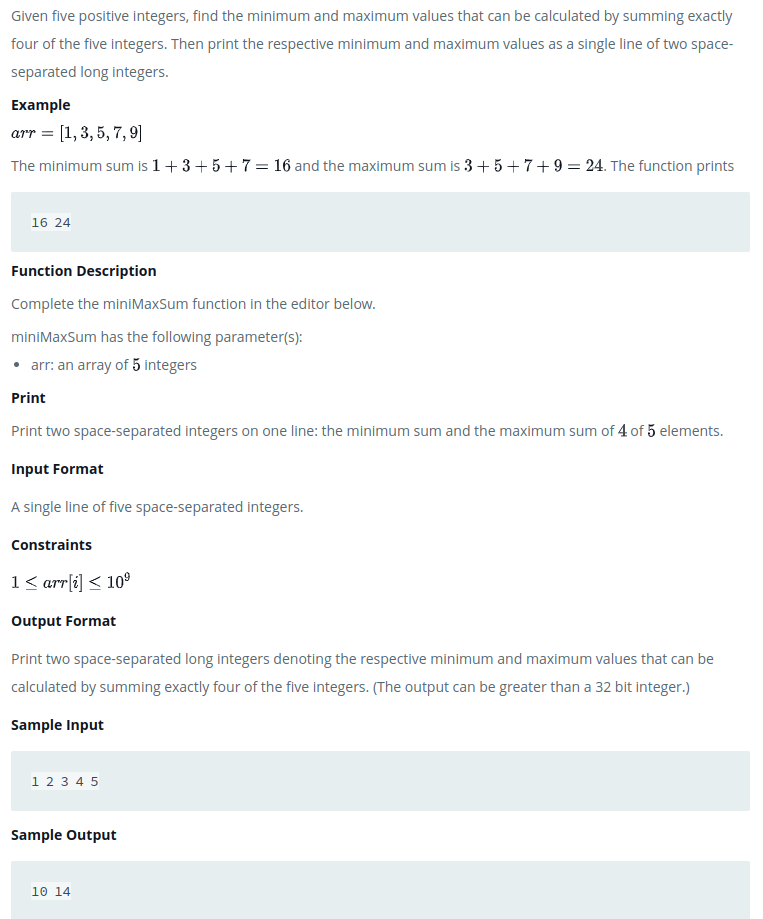 Given five positive integers, find the minimum and maximum values that can be calculated by summing exactly
four of the five integers. Then print the respective minimum and maximum values as a single line of two space-
separated long integers.
Example
arr = [1, 3, 5, 7, 9]
The minimum sum is 1 + 3 + 5 + 7 = 16 and the maximum sum is 3 + 5 + 7 + 9 = 24. The function prints
16 24
Function Description
Complete the miniMaxSum function in the editor below.
miniMaxSum has the following parameter(s):
• arr: an array of 5 integers
Print
Print two space-separated integers on one line: the minimum sum and the maximum sum of 4 of 5 elements.
Input Format
A single line of five space-separated integers.
Constraints
1 ≤ arr[i] ≤ 10⁹
Output Format
Print two space-separated long integers denoting the respective minimum and maximum values that can be
calculated by summing exactly four of the five integers. (The output can be greater than a 32 bit integer.)
Sample Input
1 2 3 4 5
Sample Output
10 14